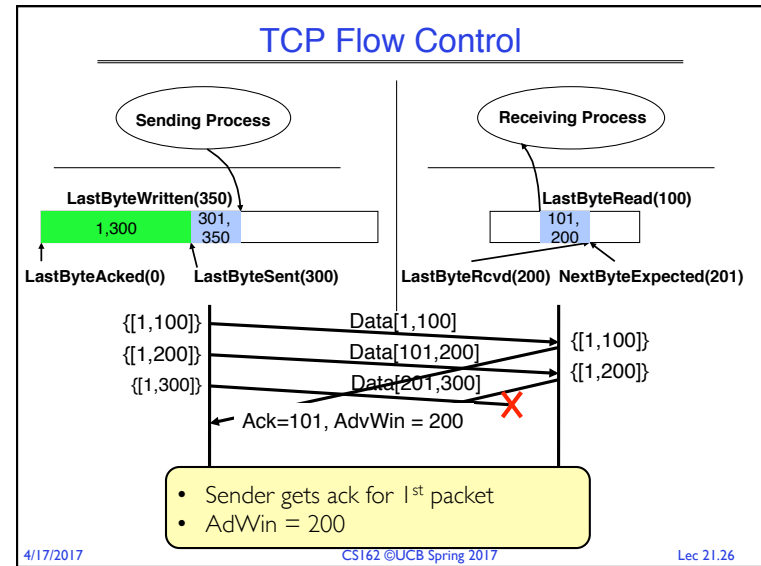 TCP Flow Control
Sending Process
Receiving Process
LastByteWritten(350)
LastByteRead(100)
1,300
301,
350
101,
200
LastByteAcked(0)
LastByteSent(300)
LastByteRcvd(200)
NextByteExpected(201)
{[1,100]}
Data[1,100]
{[1,100]}
{[1,200]}
Data[101,200]
{[1,200]}
{[1,300]}
Data[201,300]
Ack=101, AdvWin = 200
• Sender gets ack for 1st packet
• AdWin = 200
4/17/2017
CS162 ©UCB Spring 2017
Lec 21.26